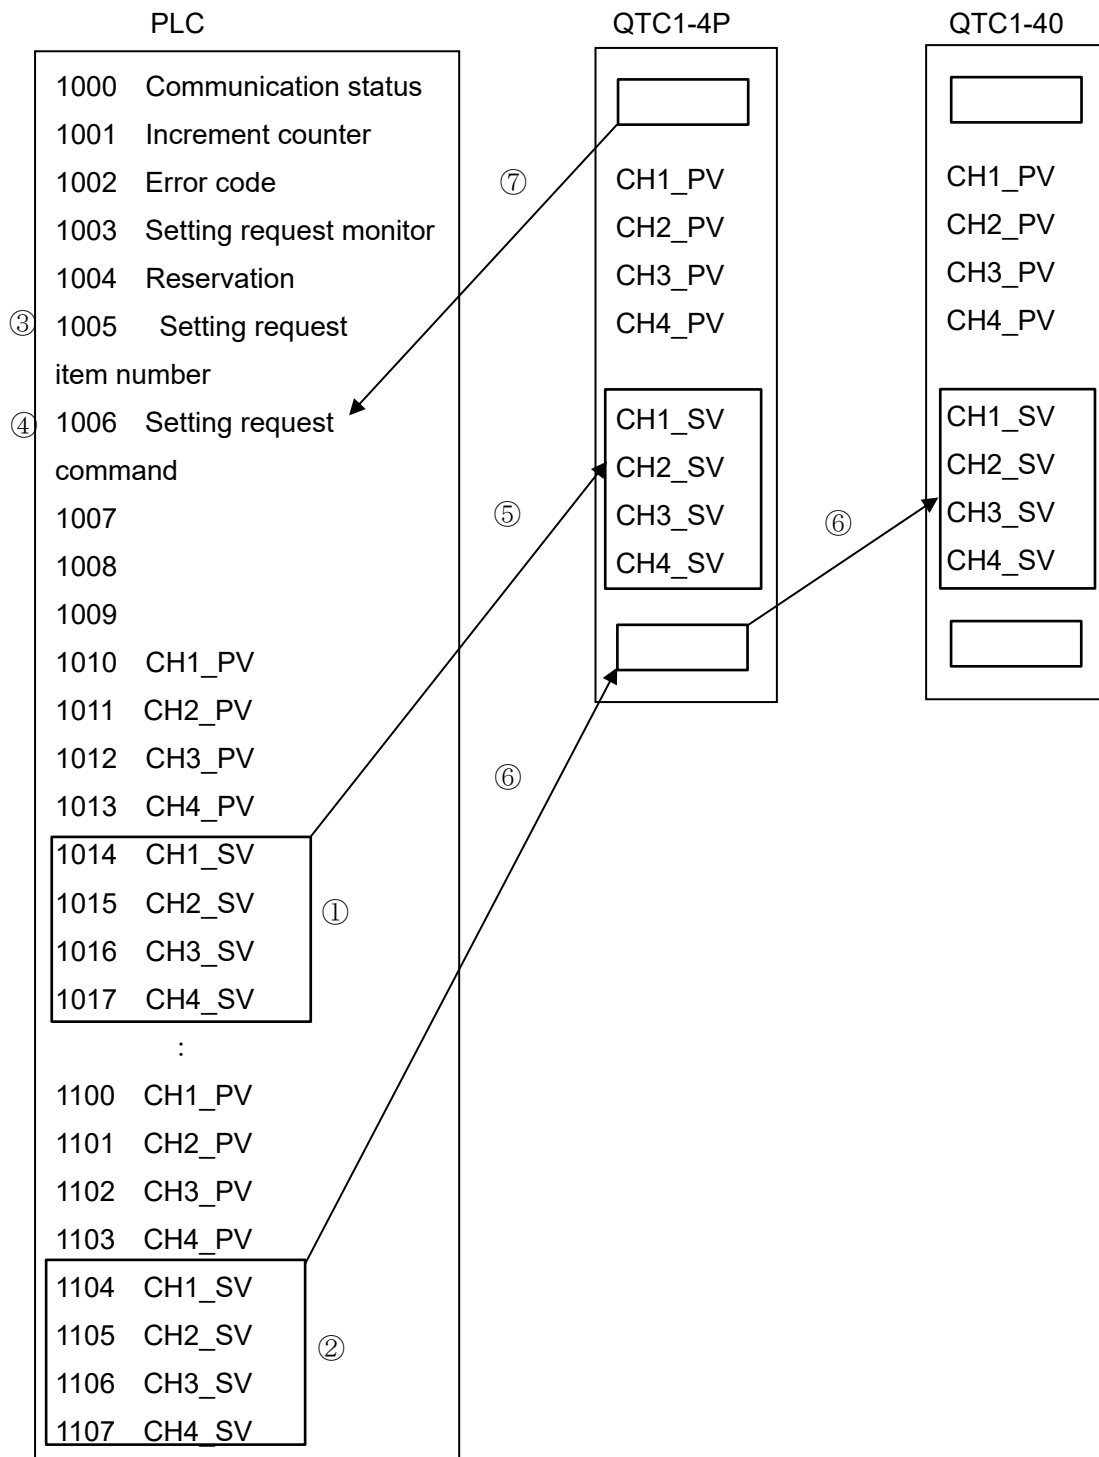 PLC
1000 Communication status
1001 Increment counter
1002 Error code
1003 Setting request monitor
1004 Reservation
③ 1005 Setting request
item number
④ 1006 Setting request
command
1007
1008
1009
1010 CH1_PV
1011 CH2_PV
1012 CH3_PV
1013 CH4_PV
1014 CH1_SV
1015 CH2_SV
①
1016 CH3_SV
1017 CH4_SV
:
1100 CH1_PV
1101 CH2_PV
1102 CH3_PV
1103 CH4_PV
1104 CH1_SV
1105 CH2_SV
②
1106 CH3_SV
1107 CH4_SV
⑦
⑤
⑥
QTC1-4P
CH1_PV
CH2_PV
CH3_PV
CH4_PV
CH1_SV
CH2_SV
CH3_SV
CH4_SV
⑥
QTC1-40
CH1_PV
CH2_PV
CH3_PV
CH4_PV
CH1_SV
CH2_SV
CH3_SV
CH4_SV